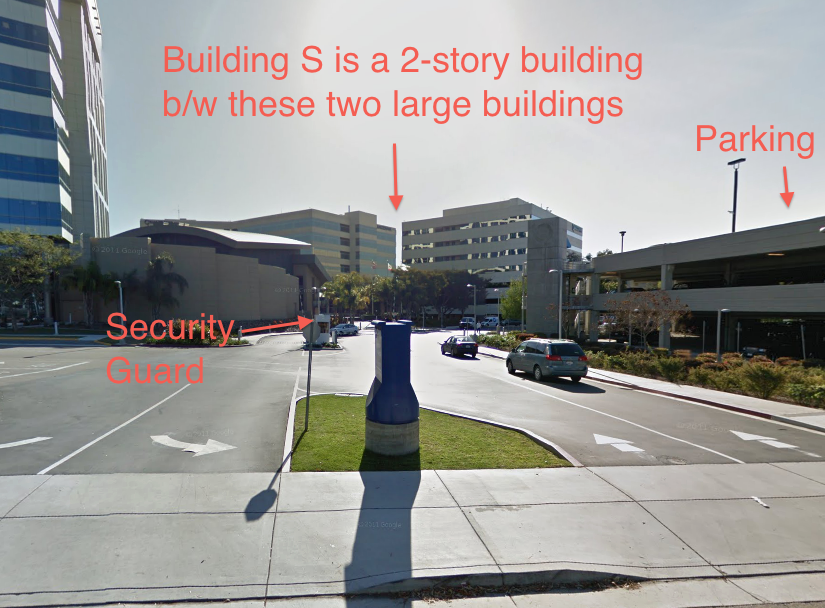 Building S is a 2-story building
b/w these two large buildings
Parking
Security
Guard